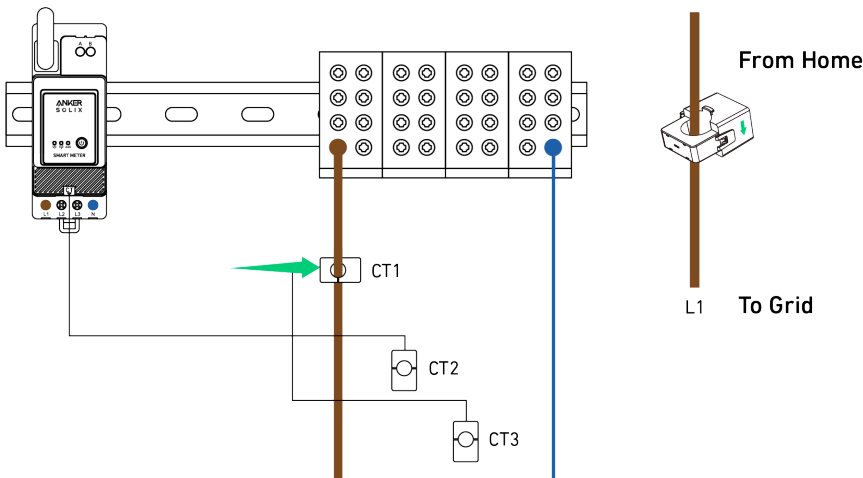 A B
ANKER
SOLIX
SMART METER
L1 L2 L3 N
CT1
CT2
CT3
From Home
L1 To Grid